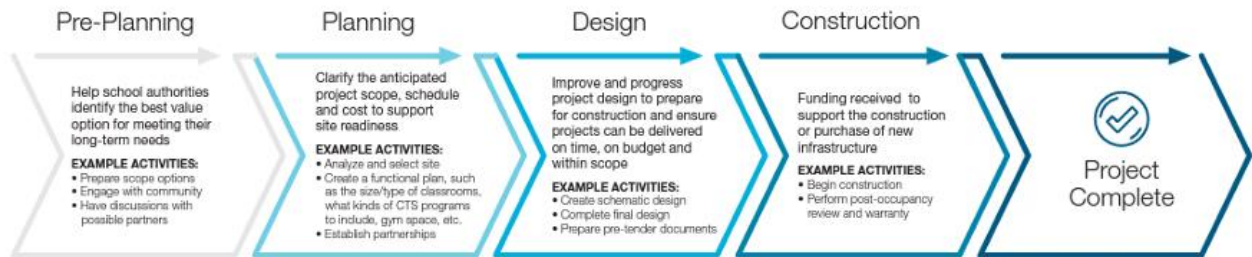 Pre-Planning
Help school authorities
identify the best value
option for meeting their
long-term needs
EXAMPLE ACTIVITIES:
• Prepare scope options
• Engage with community
• Have discussions with
possible partners
Planning
Clarify the anticipated
project scope, schedule
and cost to support
site readiness
EXAMPLE ACTIVITIES:
• Analyze and select site
• Create a functional plan, such
as the size/type of classrooms,
what kinds of CTS programs
to include, gym space, etc.
• Establish partnerships
Design
Improve and progress
project design to prepare
for construction and ensure
projects can be delivered
on time, on budget and
within scope
EXAMPLE ACTIVITIES:
• Create schematic design
• Complete final design
• Prepare pre-tender documents
Construction
Funding received to
support the construction
or purchase of new
infrastructure
EXAMPLE ACTIVITIES:
• Begin construction
• Perform post-occupancy
review and warranty
Project
Complete